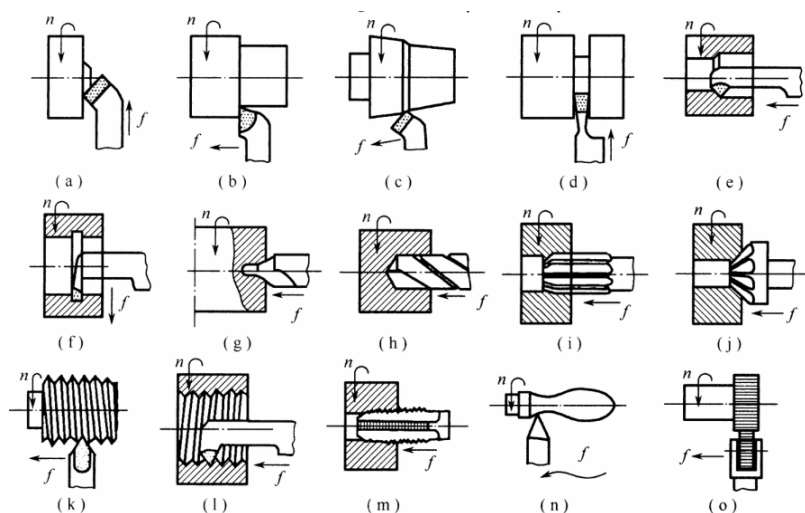 n n n n n
f f f f f
(a) (b) (c) (d) (e)
n n n n n
f f f f f
(f) (g) (h) (i) (j)
n n n n n
f f f f f
(k) (l) (m) (n) (o)